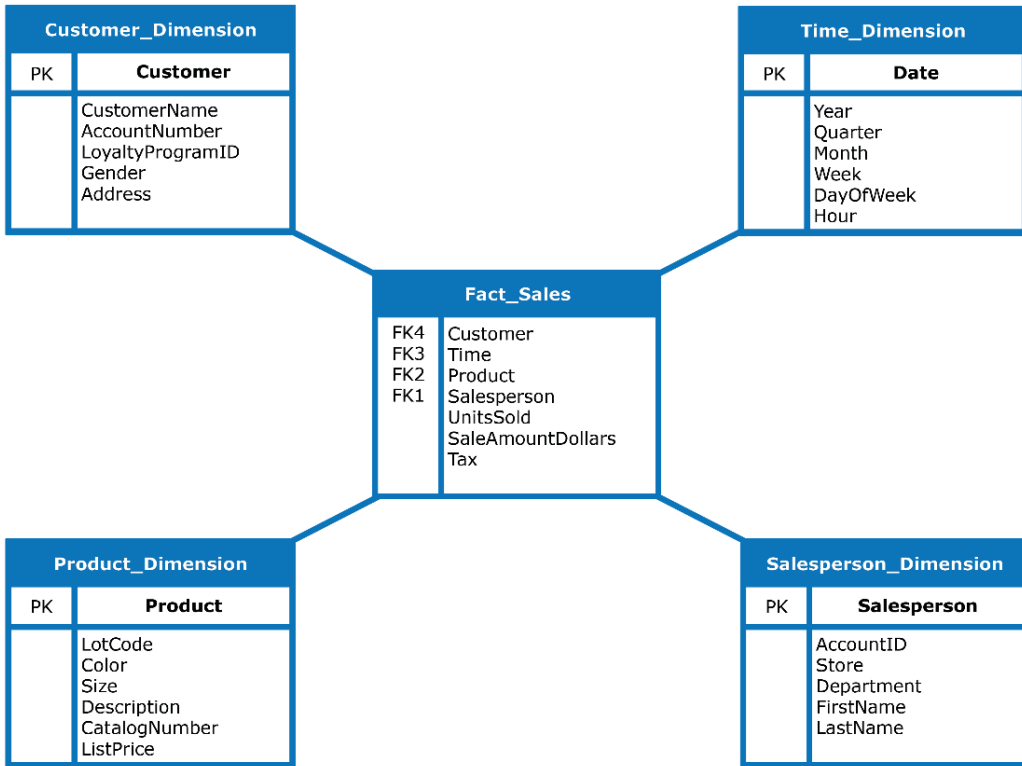 Customer_Dimension
PK Customer
CustomerName
AccountNumber
LoyaltyProgramID
Gender
Address
Time_Dimension
PK Date
Year
Quarter
Month
Week
DayOfWeek
Hour
Fact_Sales
FK4 Customer
FK3 Time
FK2 Product
FK1 Salesperson
UnitsSold
SaleAmountDollars
Tax
Product_Dimension
PK Product
LotCode
Color
Size
Description
CatalogNumber
ListPrice
Salesperson_Dimension
PK Salesperson
AccountID
Store
Department
FirstName
LastName